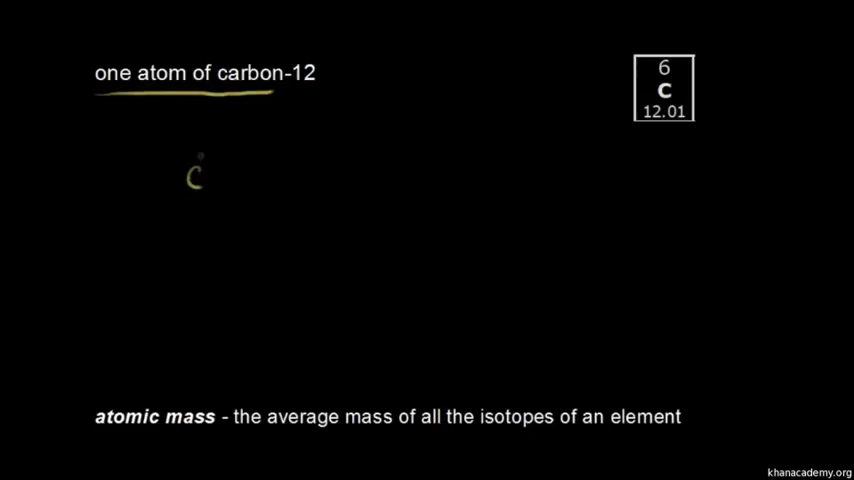 one atom of carbon-12
6
C
12.01
C
atomic mass - the average mass of all the isotopes of an element
khanacademy.org